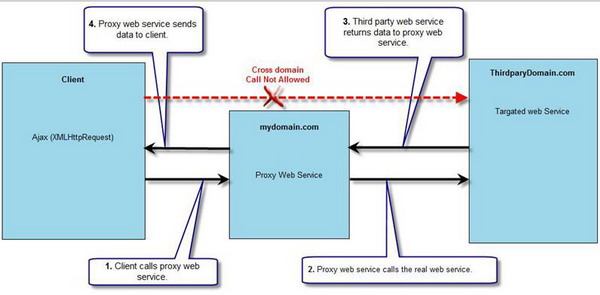 4. Proxy web service sends
data to client.
3. Third party web service
returns data to proxy web
service.
Client
Cross domain
Call Not Allowed
ThirdparyDomain.com
Targated web Service
Ajax (XMLHttpRequest)
mydomain.com
Proxy Web Service
1. Client calls proxy web
service.
2. Proxy web service calls the real web service.